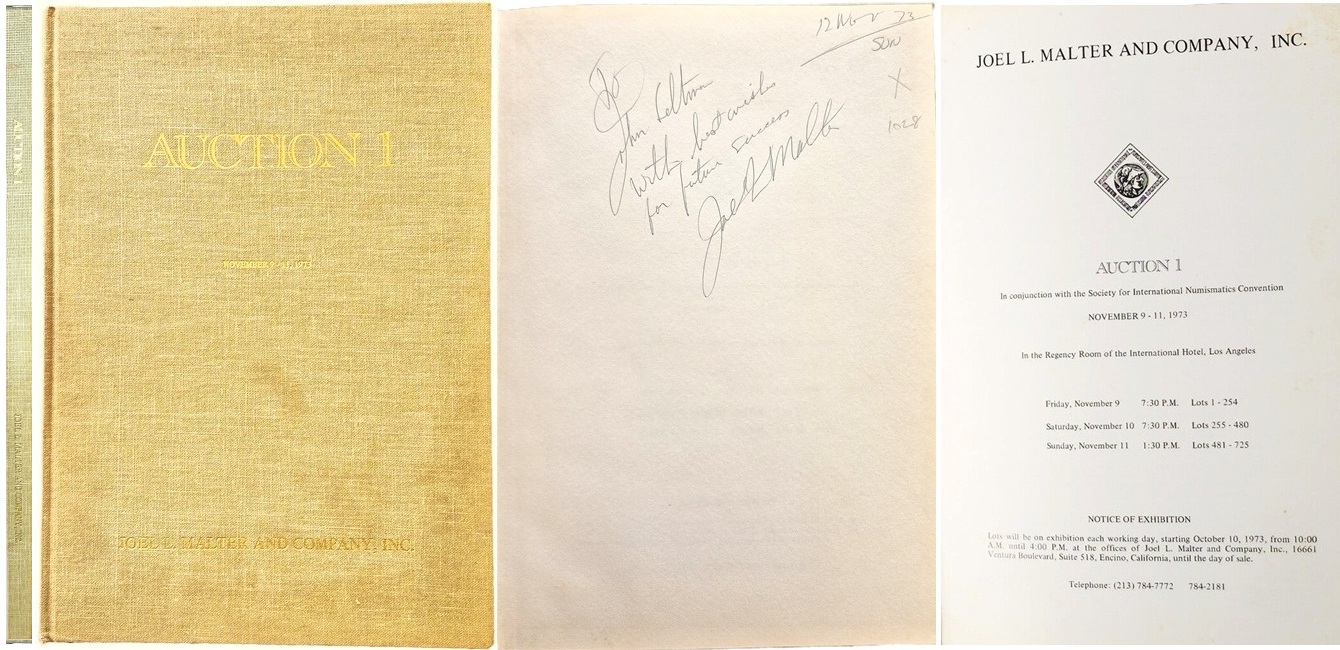 AUCTION 1
JOEL L. MALTER AND COMPANY, INC.
AUCTION 1
NOVEMBER 9 - 11, 1973
JOEL L. MALTER AND COMPANY, INC.
12 Nov 73
SUN
X
1028
To
John
with best wishes
for future success
Joel L Malter
JOEL L. MALTER AND COMPANY, INC.
AUCTION 1
In conjunction with the Society for International Numismatics Convention
NOVEMBER 9 - 11, 1973
In the Regency Room of the International Hotel, Los Angeles
Friday, November 9 7:30 P.M. Lots 1 - 254
Saturday, November 10 7:30 P.M. Lots 255 - 480
Sunday, November 11 1:30 P.M. Lots 481 - 725
NOTICE OF EXHIBITION
Lots will be on exhibition each working day, starting October 10, 1973, from 10:00
A.M. until 4:00 P.M. at the offices of Joel L. Malter and Company, Inc., 16661
Ventura Boulevard, Suite 518, Encino, California, until the day of sale.
Telephone: (213) 784-7772 784-2181